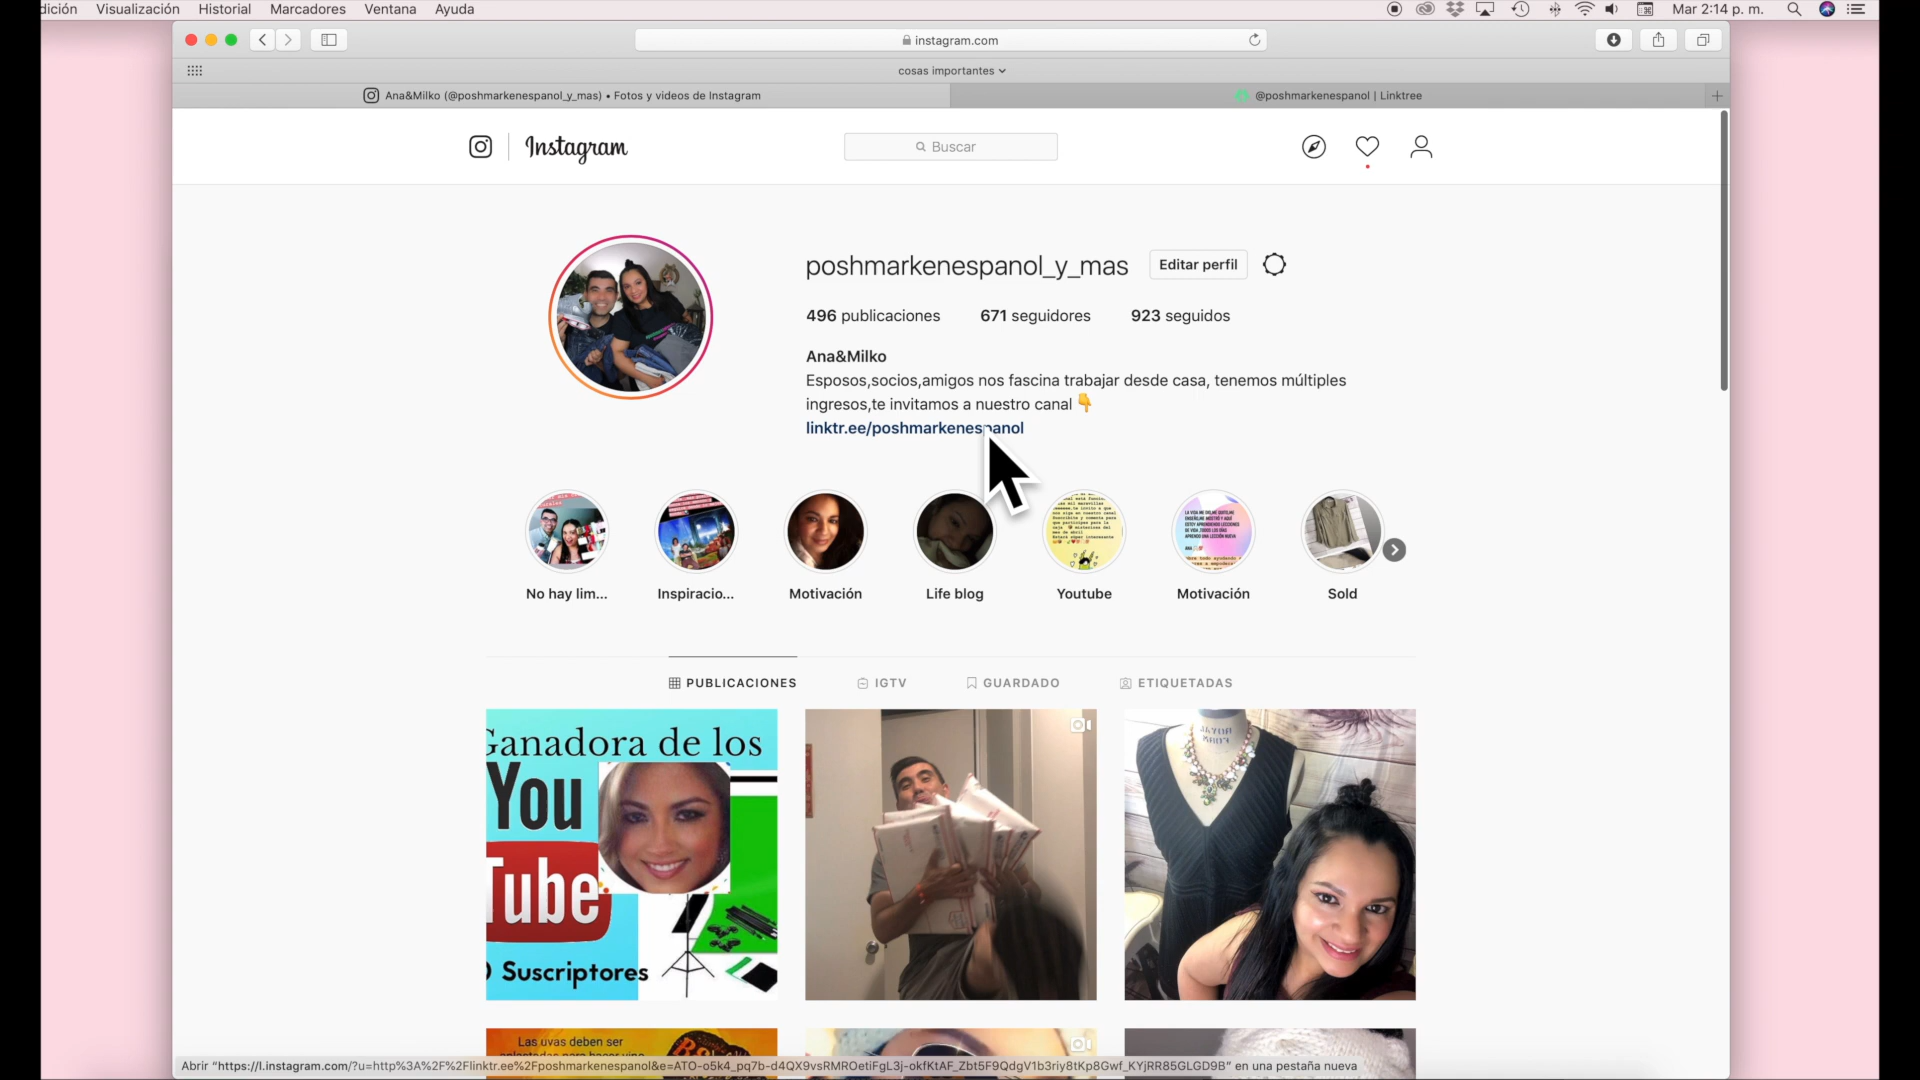 dición Visualización Historial Marcadores Ventana Ayuda Mar 2:14 p. m.
instagram.com
cosas importantes
Ana&Milko (@poshmarkenespanol_y_mas) • Fotos y videos de Instagram
@poshmarkenespanol | Linktree
Instagram
Buscar
poshmarkenespanol_y_mas Editar perfil
496 publicaciones 671 seguidores 923 seguidos
Ana&Milko
Esposos,socios,amigos nos fascina trabajar desde casa, tenemos múltiples
ingresos,te invitamos a nuestro canal 👇
linktr.ee/poshmarkenespanol
No hay lim... Inspiracio... Motivación Life blog Youtube Motivación Sold
PUBLICACIONES IGTV GUARDADO ETIQUETADAS
Ganadora de los
You
Tube
Suscriptores
Las uvas deben ser
Abrir "https://l.instagram.com/?u=http%3A%2F%2Flinktr.ee%2Fposhmarkenespanol&e=ATO-o5k4_pq7b-d4QX9vsRMROetiFgL3j-okfKtAF_Zbt5F9QdgV1b3riy8tKp8Gwf_KYjRR85GLGD9B" en una pestaña nueva